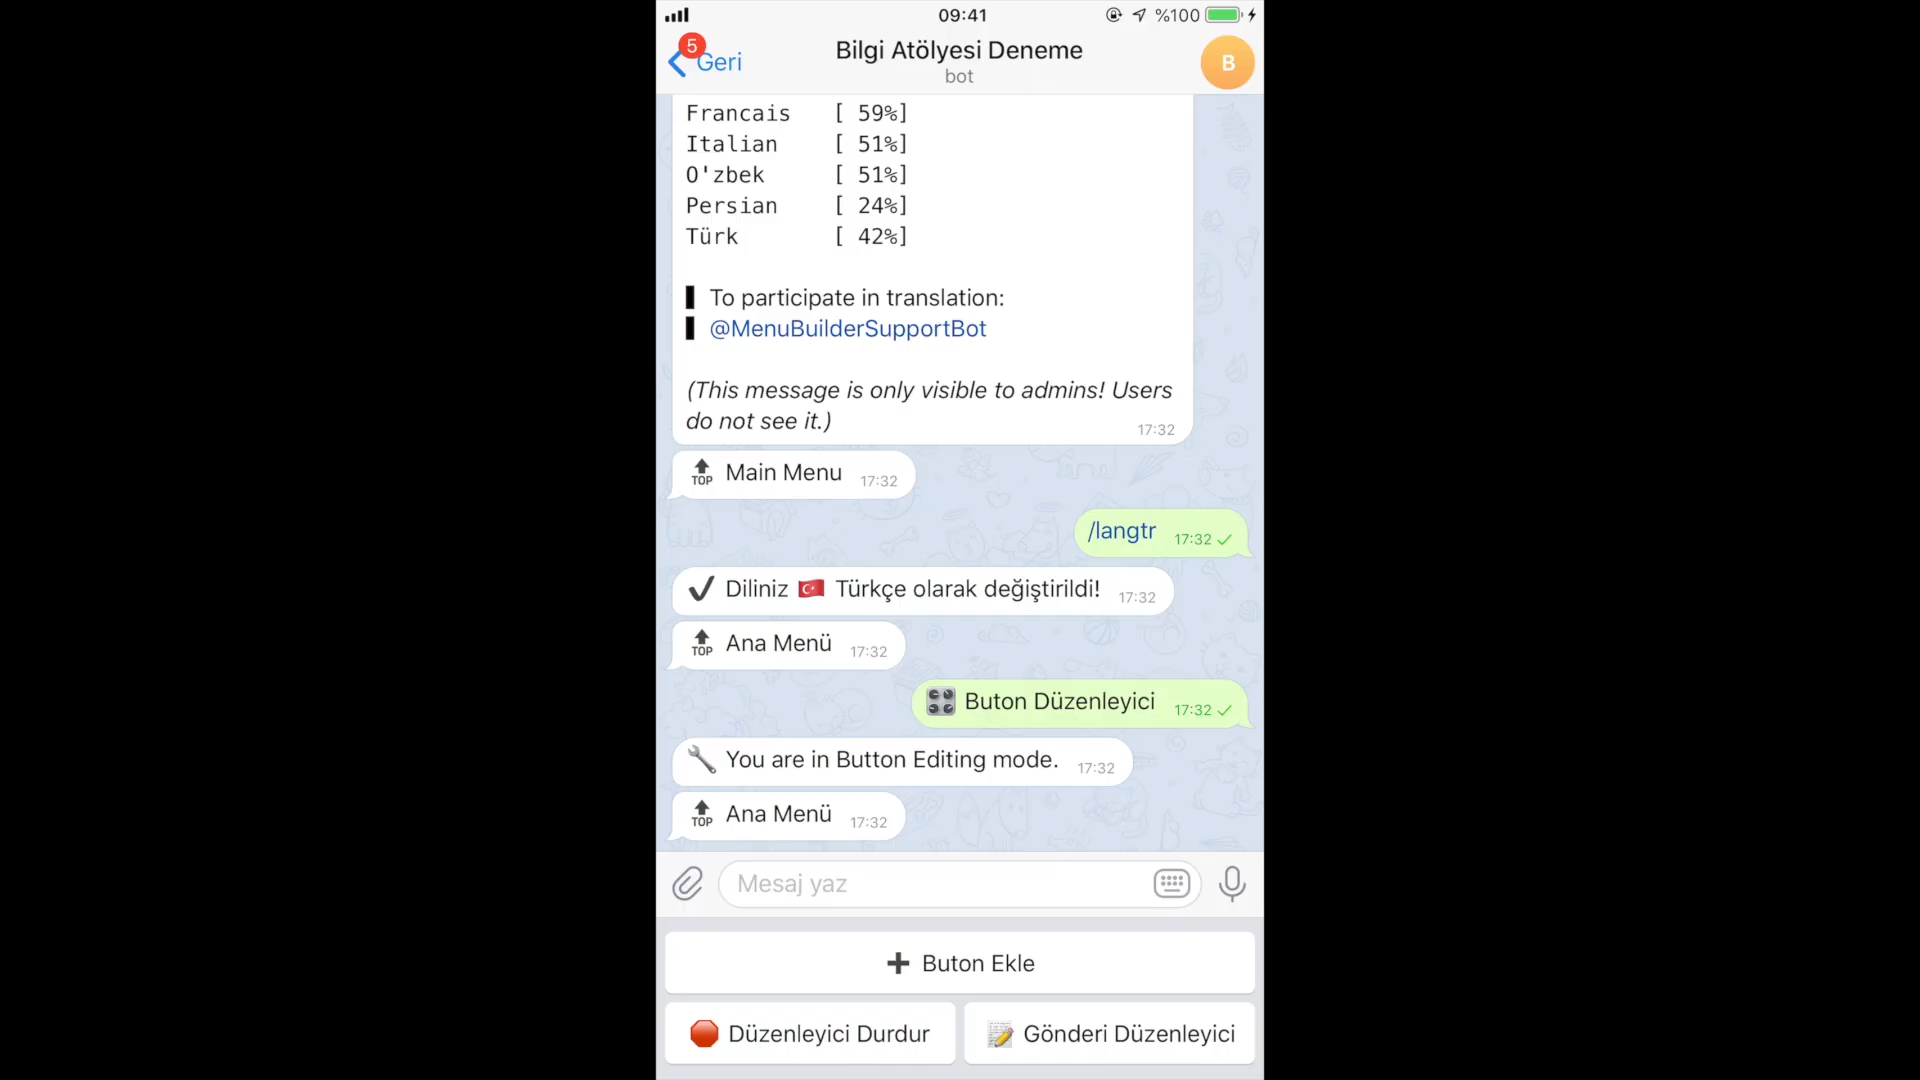 09:41
%100
5
Geri
Bilgi Atölyesi Deneme
bot
B
Francais [ 59%]
Italian [ 51%]
O'zbek [ 51%]
Persian [ 24%]
Türk [ 42%]
To participate in translation:
@MenuBuilderSupportBot
(This message is only visible to admins! Users
do not see it.)
17:32
TOP Main Menu 17:32
/langtr 17:32
Diliniz 🇹🇷 Türkçe olarak değiştirildi! 17:32
TOP Ana Menü 17:32
Buton Düzenleyici 17:32
You are in Button Editing mode. 17:32
TOP Ana Menü 17:32
Mesaj yaz
Buton Ekle
Düzenleyici Durdur
Gönderi Düzenleyici